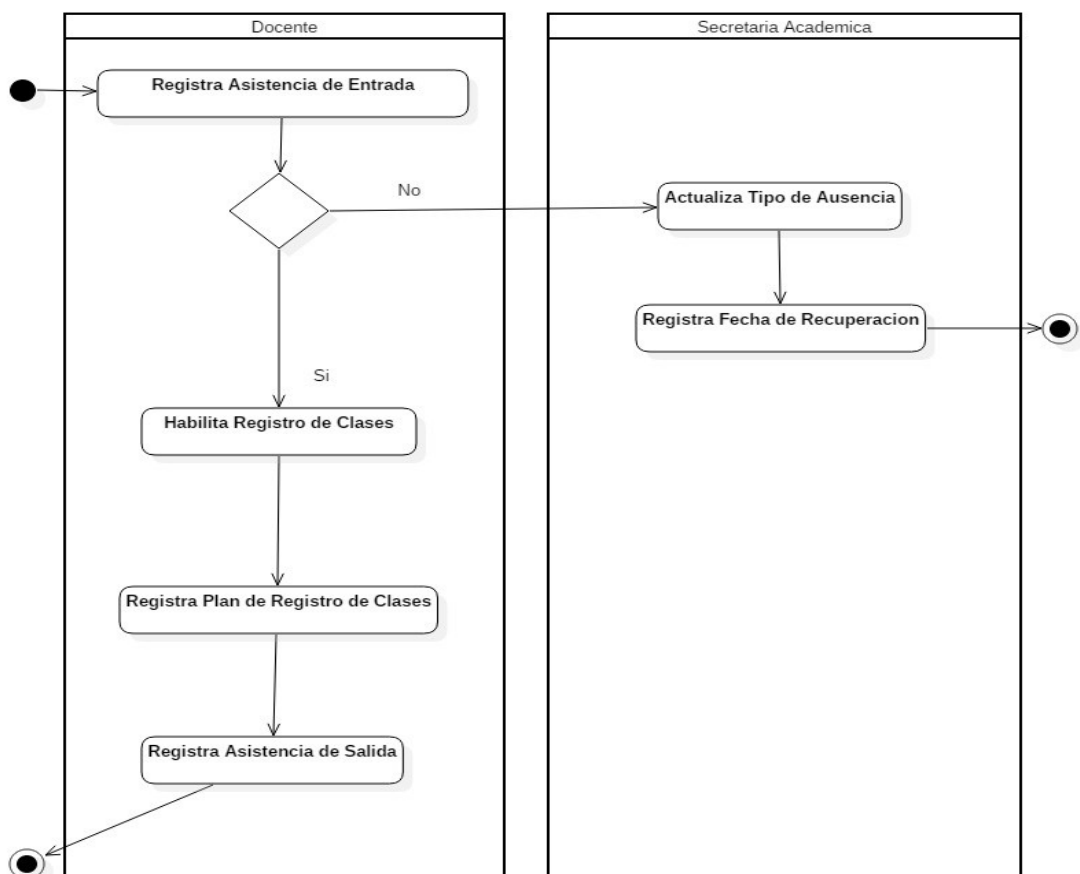 Docente
Secretaria Academica
Registra Asistencia de Entrada
No
Actualiza Tipo de Ausencia
Registra Fecha de Recuperacion
Si
Habilita Registro de Clases
Registra Plan de Registro de Clases
Registra Asistencia de Salida